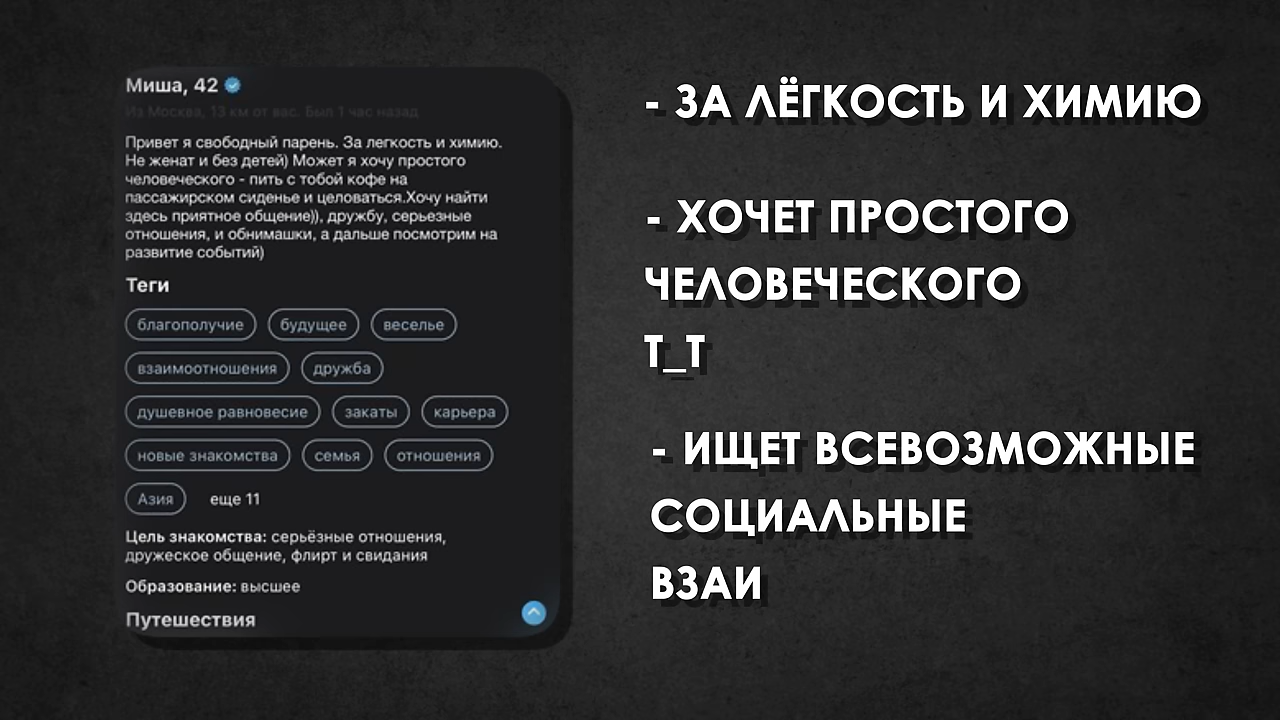 Миша, 42
Из Москва, 13 км от вас. Был 1 час назад
Привет я свободный парень. За легкость и химию.
Не женат и без детей) Может я хочу простого
человеческого - пить с тобой кофе на
пассажирском сиденье и целоваться.Хочу найти
здесь приятное общение)), дружбу, серьезные
отношения, и обнимашки, а дальше посмотрим на
развитие событий)
Теги
благополучие будущее веселье
взаимоотношения дружба
душевное равновесие закаты карьера
новые знакомства семья отношения
Азия еще 11
Цель знакомства: серьёзные отношения,
дружеское общение, флирт и свидания
Образование: высшее
Путешествия
- ЗА ЛЁГКОСТЬ И ХИМИЮ
- ХОЧЕТ ПРОСТОГО
ЧЕЛОВЕЧЕСКОГО
Т_Т
- ИЩЕТ ВСЕВОЗМОЖНЫЕ
СОЦИАЛЬНЫЕ
ВЗАИ